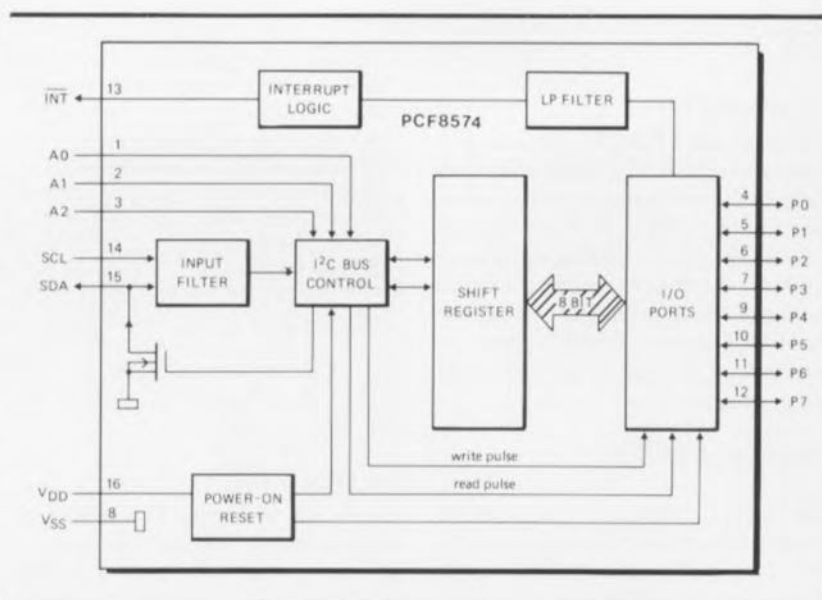 INT
13
INTERRUPT
LOGIC
LP FILTER
PCF8574
A0
1
A1
2
A2
3
SCL
14
SDA
15
INPUT
FILTER
I²C BUS
CONTROL
SHIFT
REGISTER
8 BIT
I/O
PORTS
4
P0
5
P1
6
P2
7
P3
9
P4
10
P5
11
P6
12
P7
write pulse
read pulse
VDD
16
VSS
8
POWER-ON
RESET